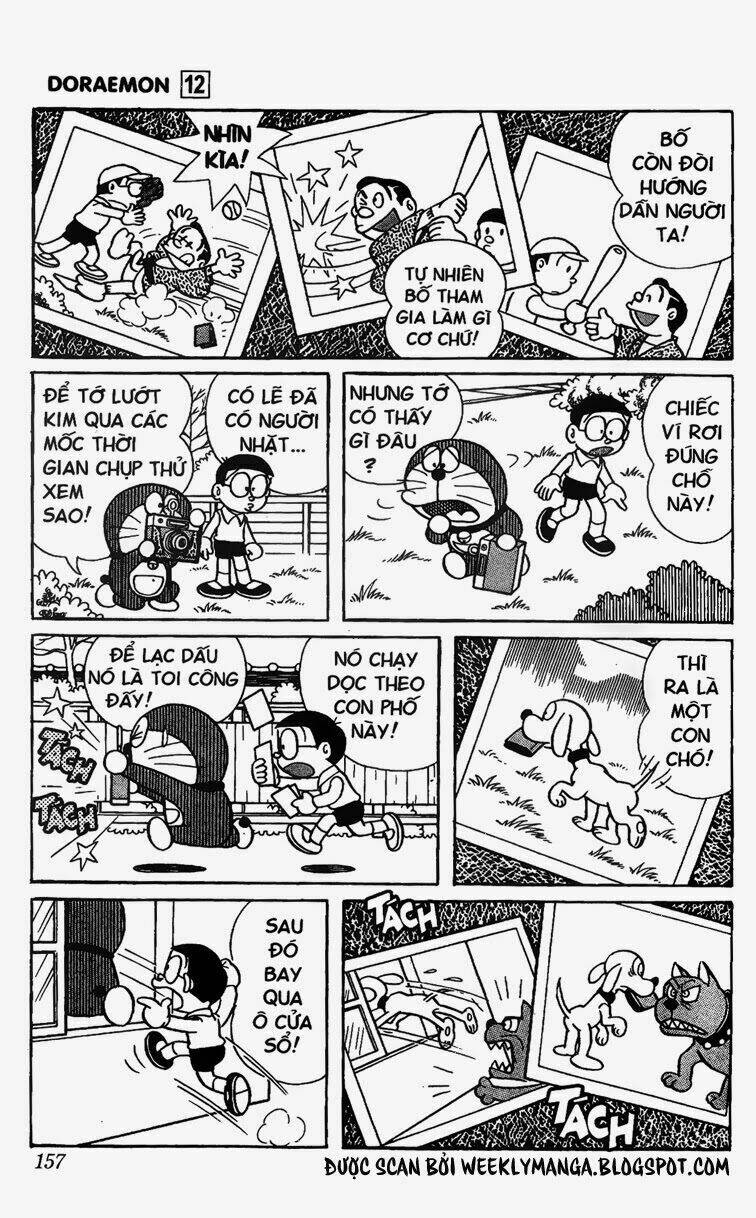 DORAEMON 12
BỐ
CÒN ĐÒI
HƯỚNG
DẪN NGƯỜI
TA!
TỰ NHIÊN
BỐ THAM
GIA LÀM GÌ
CƠ CHỨ!
NHÌN
KÌA!
CHIẾC
VÍ RƠI
ĐÚNG
CHỖ
NÀY!
NHƯNG TỚ
CÓ THẤY
GÌ ĐÂU
?
CÓ LẼ ĐÃ
CÓ NGƯỜI
NHẶT...
ĐỂ TỚ LƯỚT
KIM QUA CÁC
MỐC THỜI
GIAN CHỤP THỬ
XEM
SAO!
THÌ
RA LÀ
MỘT
CON
CHÓ!
NÓ CHẠY
DỌC THEO
CON PHỐ
NÀY!
ĐỂ LẠC DẤU
NÓ LÀ TOI CÔNG
ĐẤY!
TÁCH
TÁCH
TÁCH
TÁCH
SAU
ĐÓ
BAY
QUA
Ô CỬA
SỔ!
157
ĐƯỢC SCAN BỞI WEEKLYMANGA.BLOGSPOT.COM